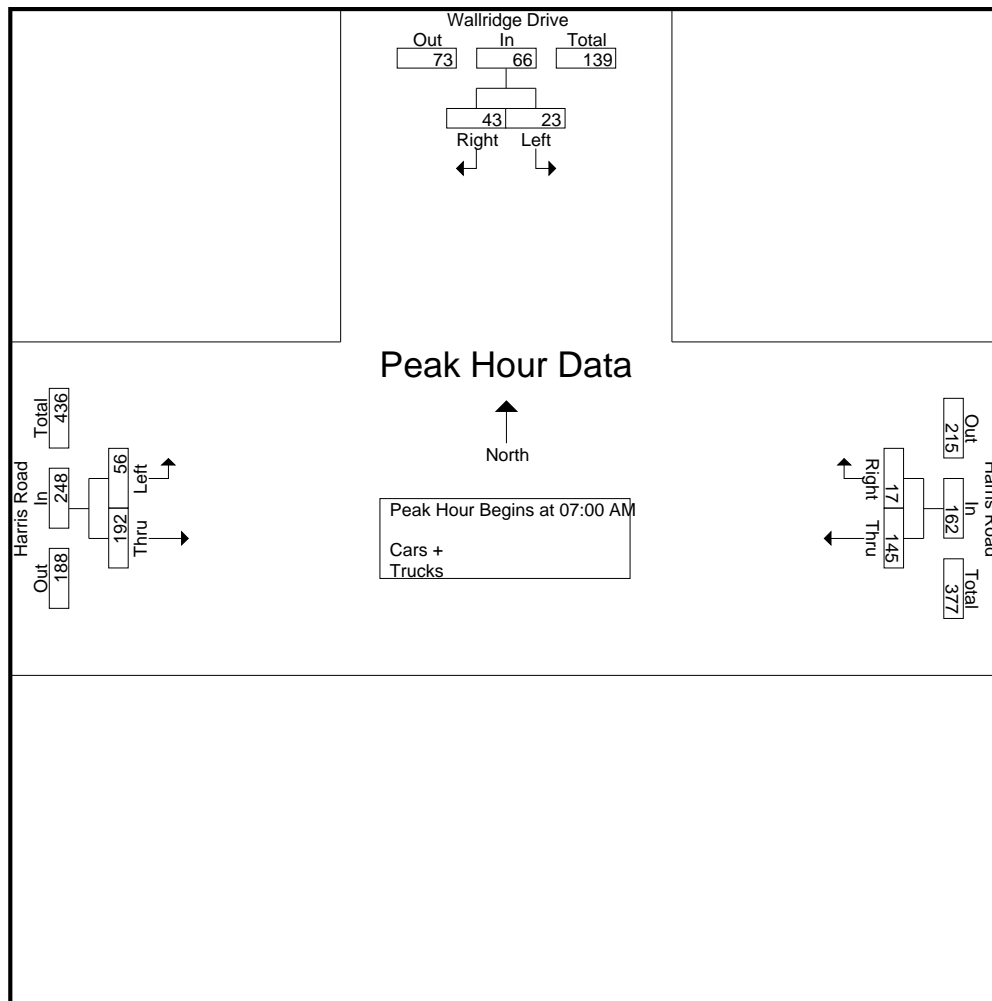 Wallridge Drive
Out In Total
73 66 139
43 23
Right Left
Peak Hour Data
North
Peak Hour Begins at 07:00 AM
Cars +
Trucks
Harris Road
Out In Total
188 248 436
192 56
Thru Left
Harris Road
Out In Total
215 162 377
Right Thru
17 145